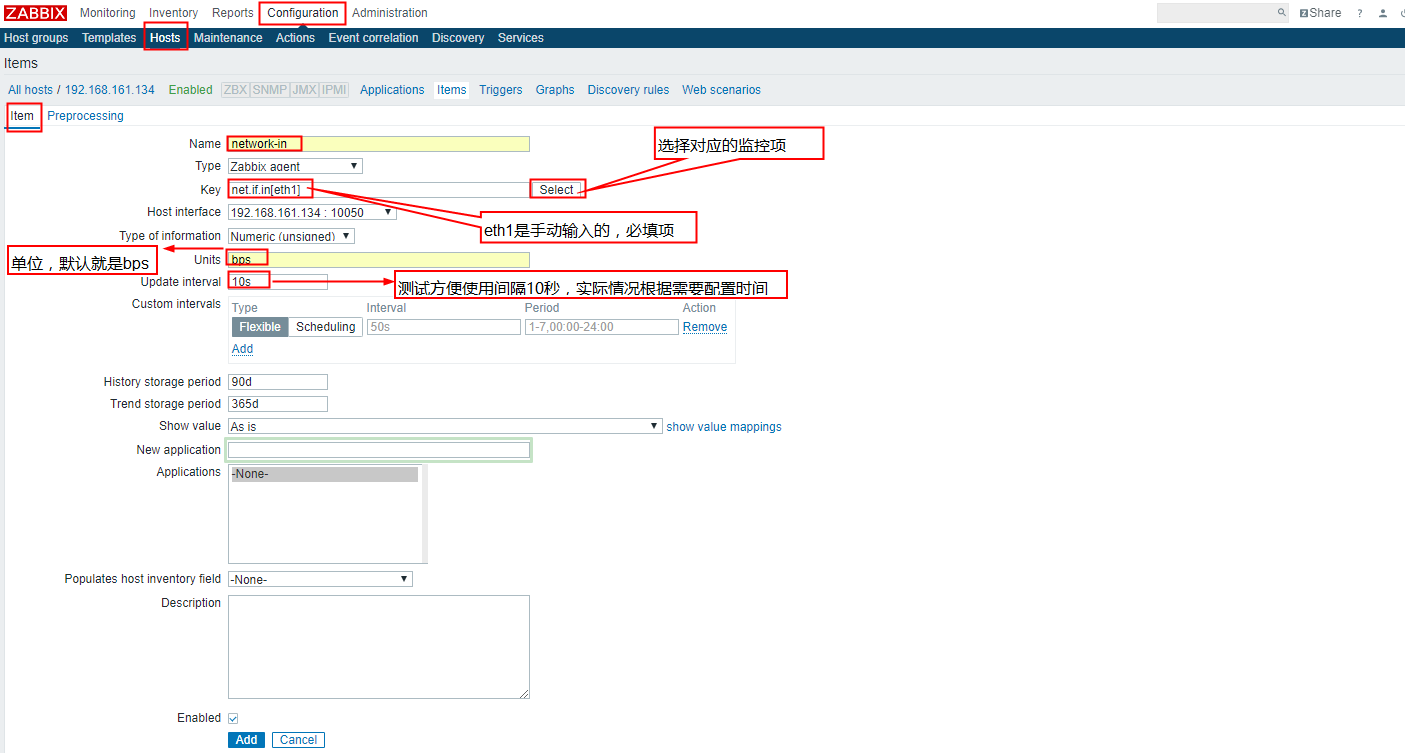 ZABBIX Monitoring Inventory Reports Configuration Administration Share ?
Host groups Templates Hosts Maintenance Actions Event correlation Discovery Services
Items
All hosts / 192.168.161.134 Enabled ZBX SNMP JMX IPMI Applications Items Triggers Graphs Discovery rules Web scenarios
Item Preprocessing
Name network-in
选择对应的监控项
Type Zabbix agent
Key net.if.in[eth1] Select
Host interface 192.168.161.134 : 10050
eth1是手动输入的，必填项
Type of information Numeric (unsigned)
单位，默认就是bps
Units bps
Update interval 10s
测试方便使用间隔10秒，实际情况根据需要配置时间
Custom intervals Type Interval Period Action
Flexible Scheduling 50s 1-7,00:00-24:00 Remove
Add
History storage period 90d
Trend storage period 365d
Show value As is show value mappings
New application
Applications -None-
Populates host inventory field -None-
Description
Enabled
Add Cancel